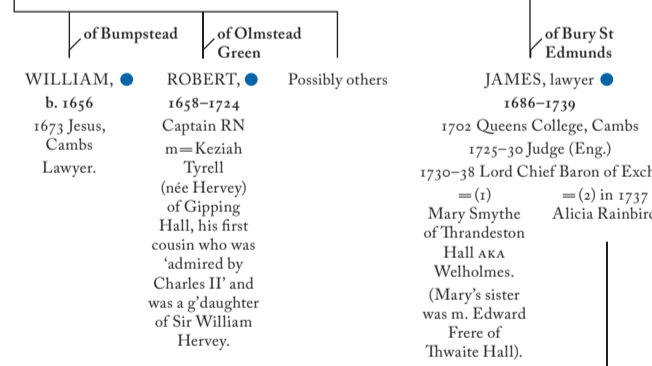 of Bumpstead
of Olmstead
Green
of Bury St
Edmunds
WILLIAM,
b. 1656
1673 Jesus,
Cambs
Lawyer.
ROBERT,
1658–1724
Captain RN
m=Keziah
Tyrell
(née Hervey)
of Gipping
Hall, his first
cousin who was
‘admired by
Charles II’ and
was a g’daughter
of Sir William
Hervey.
Possibly others
JAMES, lawyer
1686–1739
1702 Queens College, Cambs
1725–30 Judge (Eng.)
1730–38 Lord Chief Baron of Exch
=(1)
Mary Smythe
of Thrandeston
Hall AKA
Welholmes.
(Mary’s sister
was m. Edward
Frere of
Thwaite Hall).
=(2) in 1737
Alicia Rainbird